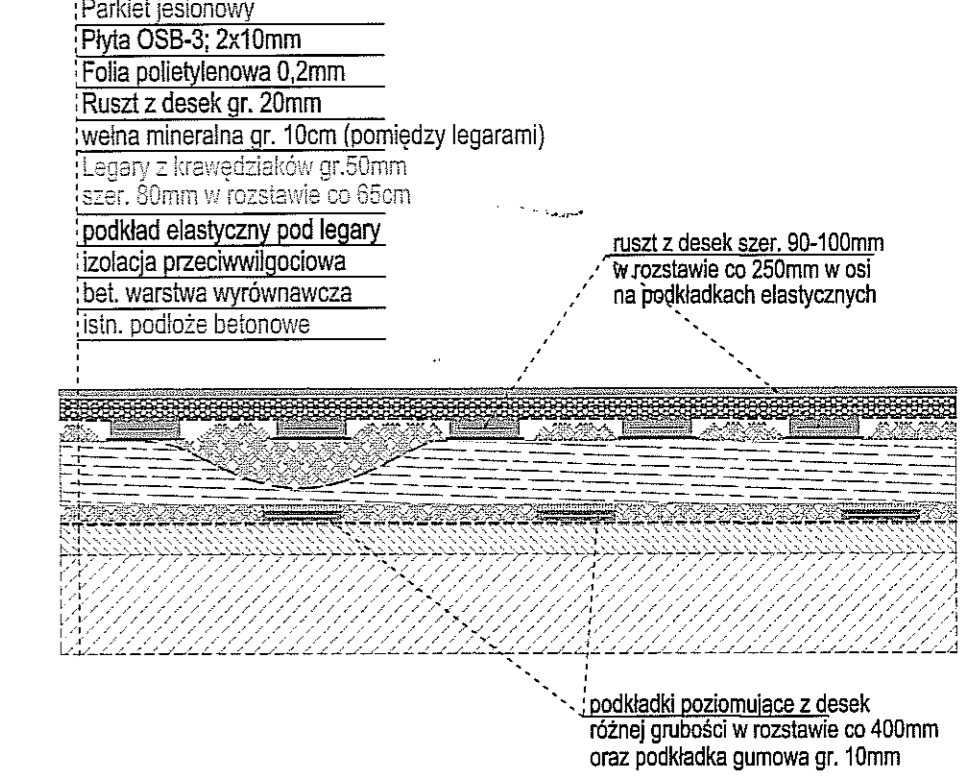 Parkiet jesionowy
Płyta OSB-3; 2x10mm
Folia polietylenowa 0,2mm
Ruszt z desek gr. 20mm
wełna mineralna gr. 10cm (pomiędzy legarami)
Legary z krawędziaków gr.50mm
szer. 80mm w rozstawie co 65cm
podkład elastyczny pod legary
izolacja przeciwwilgociowa
bet. warstwa wyrównawcza
istn. podłoże betonowe
ruszt z desek szer. 90-100mm
w rozstawie co 250mm w osi
na podkładkach elastycznych
podkładki poziomujące z desek
różnej grubości w rozstawie co 400mm
oraz podkładka gumowa gr. 10mm